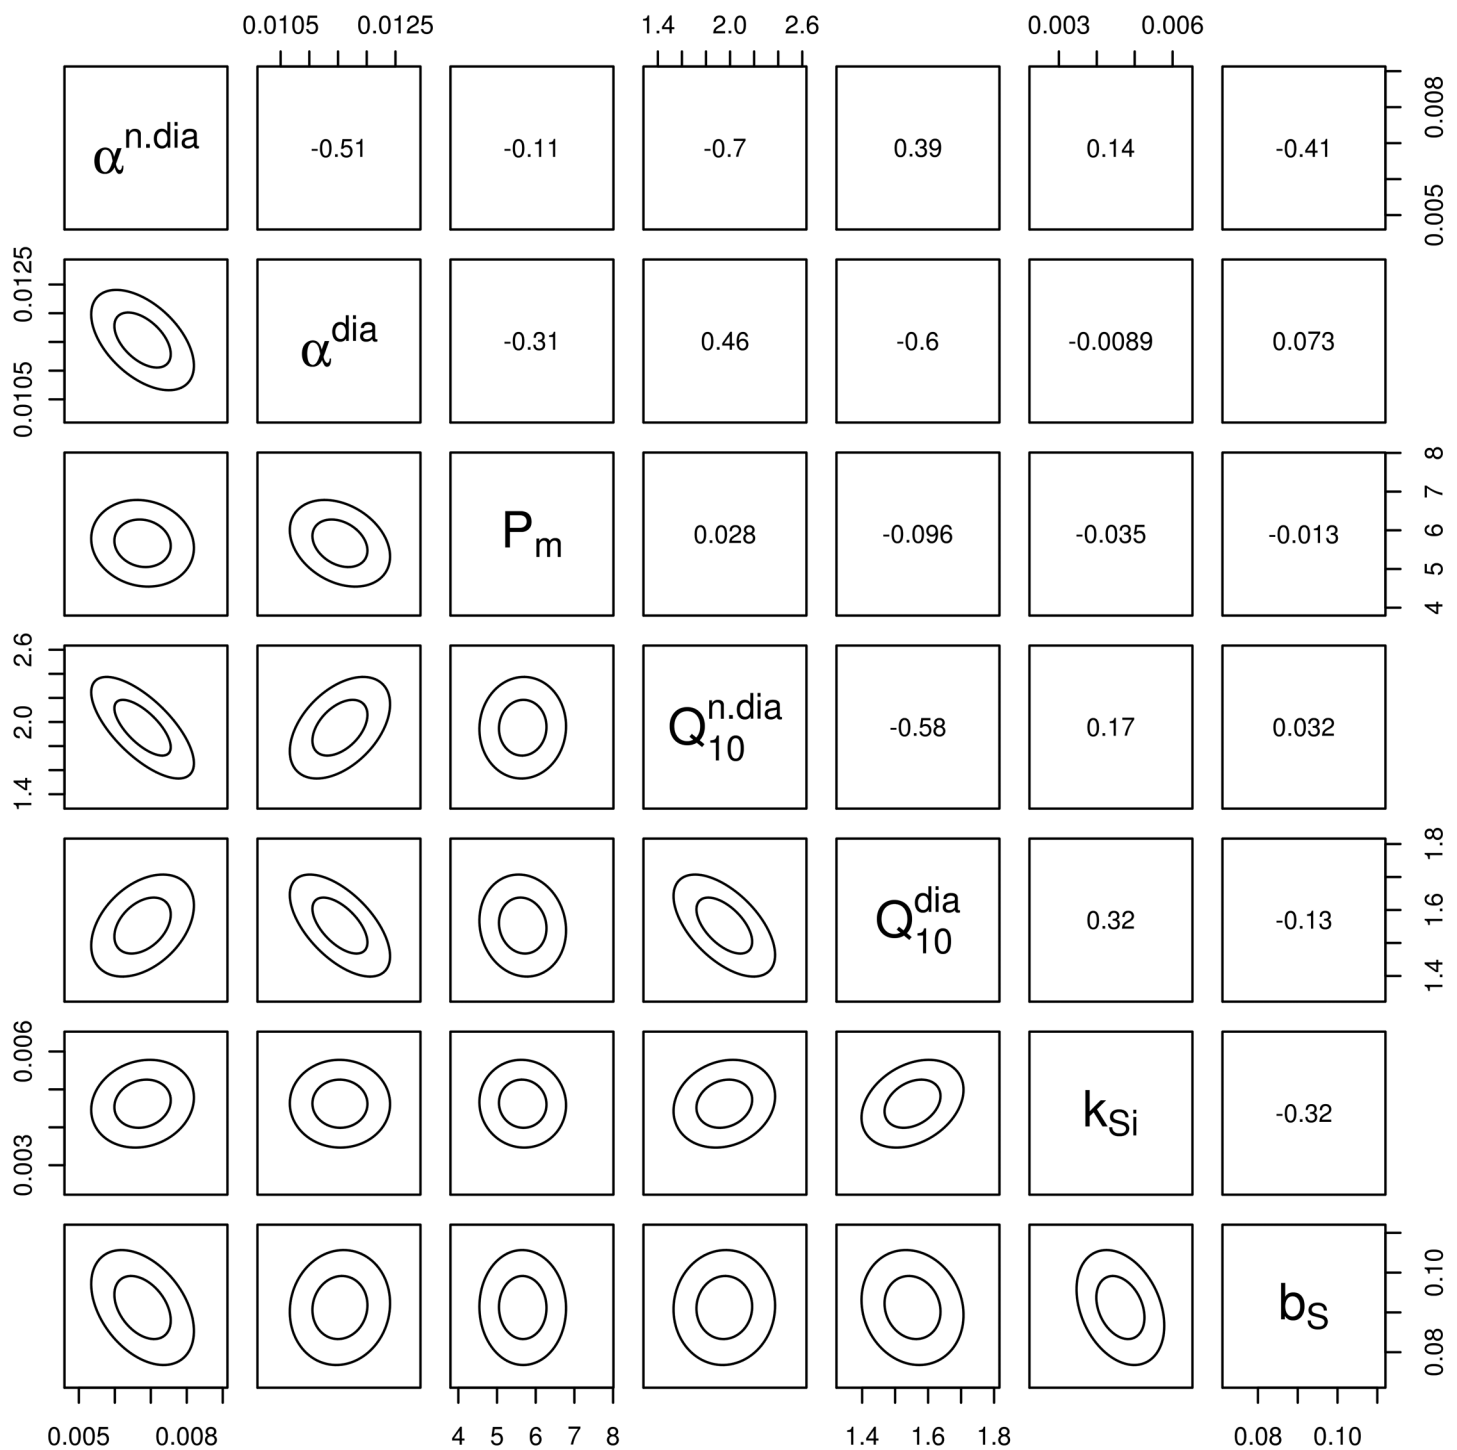 0.0105 0.0125 1.4 2.0 2.6 0.003 0.006
α^n.dia -0.51 -0.11 -0.7 0.39 0.14 -0.41 0.005 0.008
0.0105 0.0125 α^dia -0.31 0.46 -0.6 -0.0089 0.073
P_m 0.028 -0.096 -0.035 -0.013 4 5 6 7 8
1.4 2.0 2.6 Q_10^n.dia -0.58 0.17 0.032
Q_10^dia 0.32 -0.13 1.4 1.6 1.8
0.003 0.006 k_Si -0.32
b_S 0.08 0.10
0.005 0.008 4 5 6 7 8 1.4 1.6 1.8 0.08 0.10